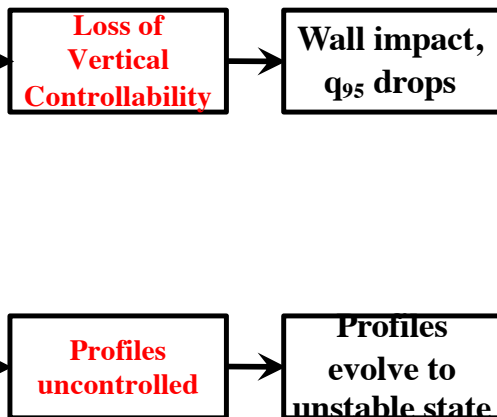 Loss of
Vertical
Controllability
Wall impact,
q₉₅ drops
Profiles
uncontrolled
Profiles
evolve to
unstable state